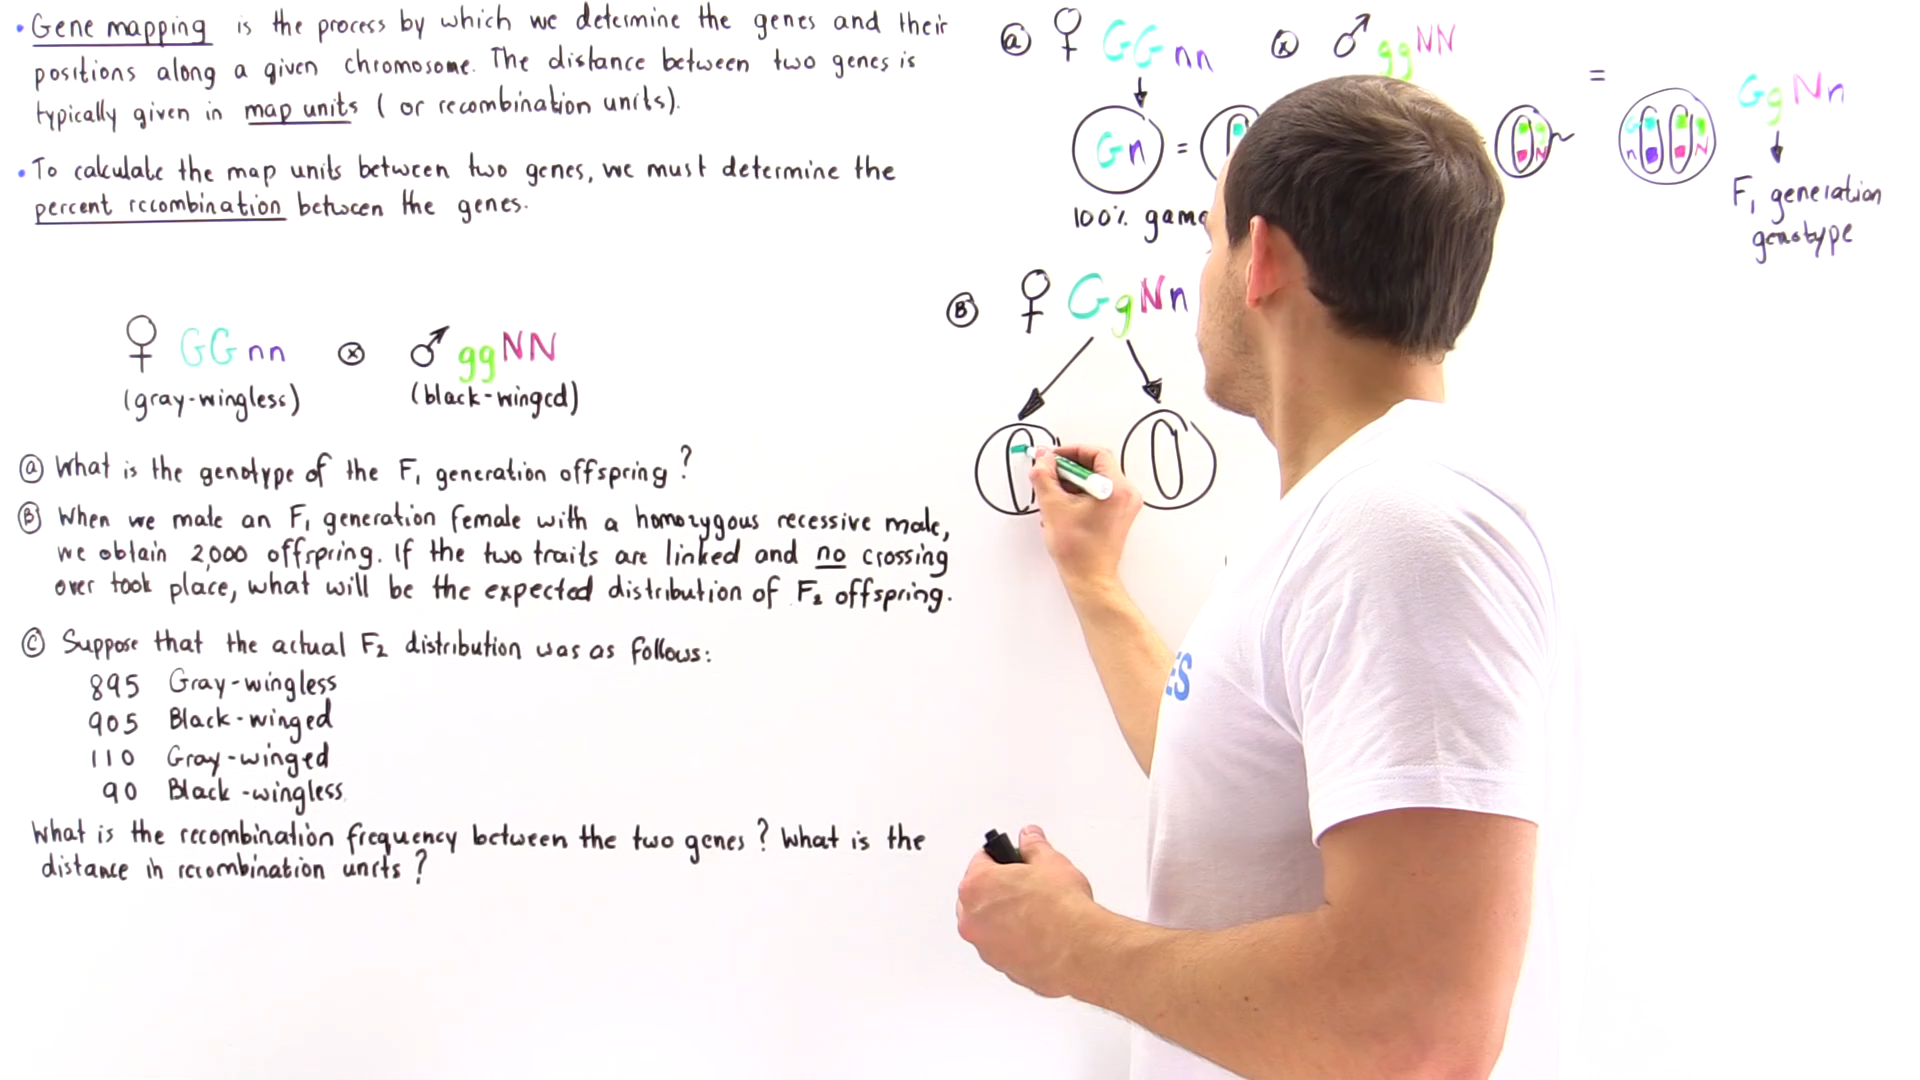 • Gene mapping is the process by which we determine the genes and their
positions along a given chromosome. The distance between two genes is
typically given in map units ( or recombination units).
• To calculate the map units between two genes, we must determine the
percent recombination between the genes.
♀ GGnn ⓧ ♂ ggNN
(gray-wingless) (black-winged)
ⓐ What is the genotype of the F₁ generation offspring?
Ⓑ When we mate an F₁ generation female with a homozygous recessive male,
we obtain 2,000 offspring. If the two traits are linked and no crossing
over took place, what will be the expected distribution of F₂ offspring.
Ⓒ Suppose that the actual F₂ distribution was as follows:
895 Gray-wingless
905 Black-winged
110 Gray-winged
90 Black-wingless
What is the recombination frequency between the two genes? What is the
distance in recombination units?
ⓐ ♀ GGnn ⓧ ♂ ggNN
Gn = = GgNn
100%
F₁ generation
genotype
Ⓑ ♀ GgNn
ES